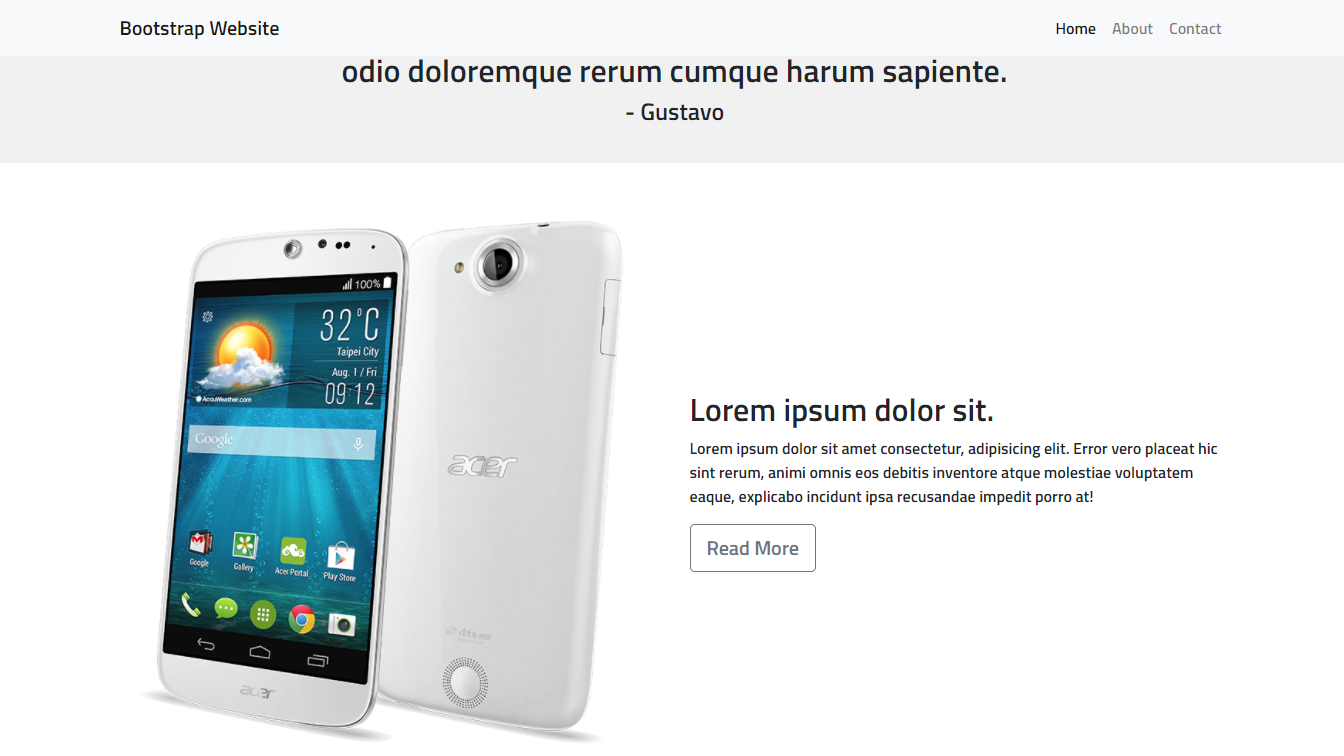 Bootstrap Website
Home About Contact
odio doloremque rerum cumque harum sapiente.
- Gustavo
100%
32°C
Taipei City
Aug. 1 / Fri
09:12
AccuWeather.com
Google
acer
Google Gallery Acer Portal Play Store
dts HD
acer
Lorem ipsum dolor sit.
Lorem ipsum dolor sit amet consectetur, adipisicing elit. Error vero placeat hic
sint rerum, animi omnis eos debitis inventore atque molestiae voluptatem
eaque, explicabo incidunt ipsa recusandae impedit porro at!
Read More